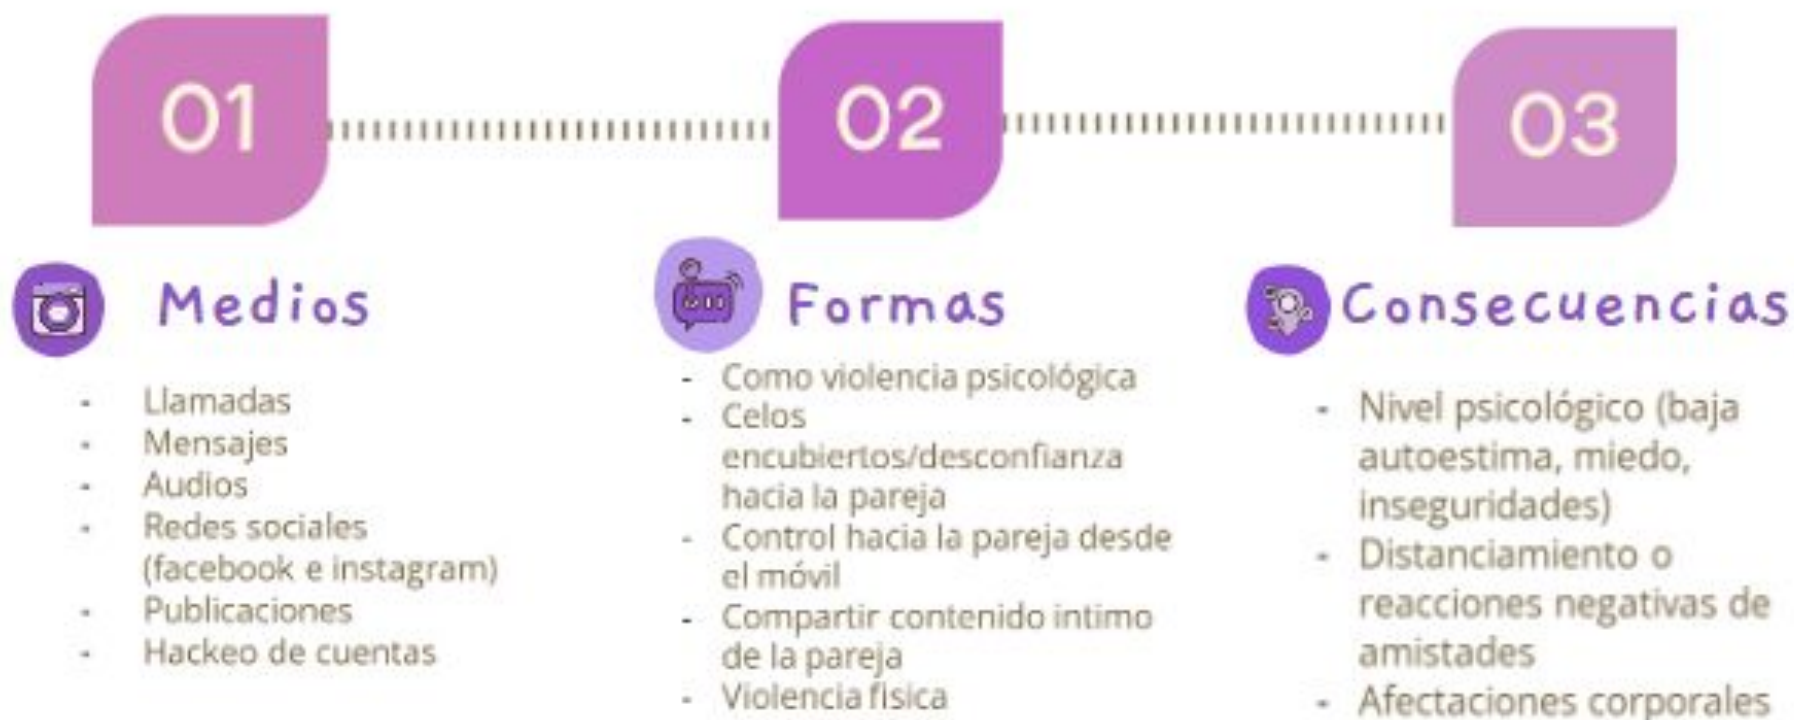 01
02
03
Medios
- Llamadas
- Mensajes
- Audios
- Redes sociales
(facebook e instagram)
- Publicaciones
- Hackeo de cuentas
Formas
- Como violencia psicológica
- Celos
encubiertos/desconfianza
hacia la pareja
- Control hacia la pareja desde
el móvil
- Compartir contenido intimo
de la pareja
- Violencia fisica
Consecuencias
- Nivel psicológico (baja
autoestima, miedo,
inseguridades)
- Distanciamiento o
reacciones negativas de
amistades
- Afectaciones corporales